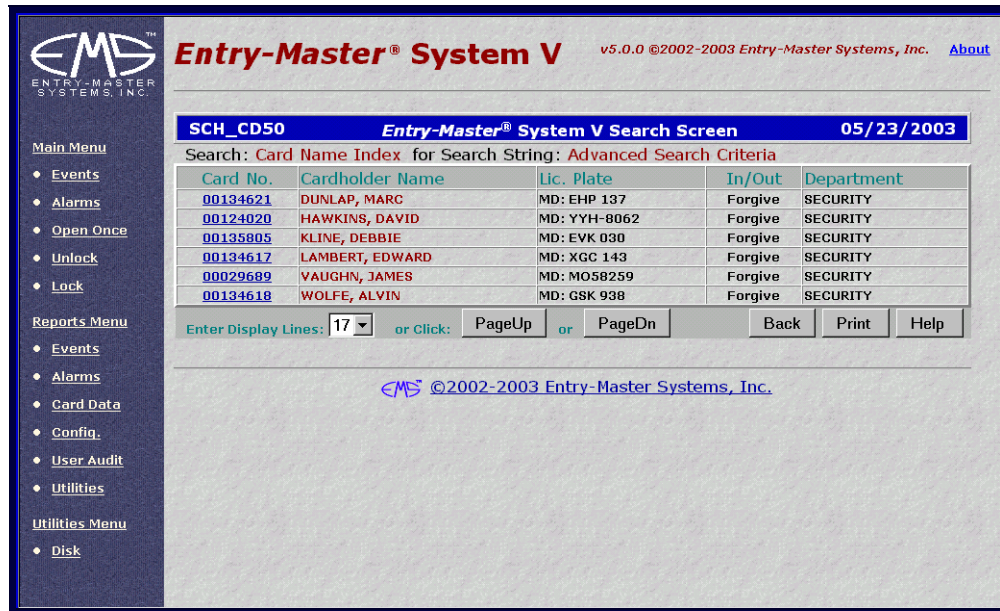 EMS™
ENTRY-MASTER
SYSTEMS, INC.
Entry-Master® System V
v5.0.0 ©2002-2003 Entry-Master Systems, Inc.
About
Main Menu
• Events
• Alarms
• Open Once
• Unlock
• Lock
Reports Menu
• Events
• Alarms
• Card Data
• Config.
• User Audit
• Utilities
Utilities Menu
• Disk
SCH_CD50 Entry-Master® System V Search Screen 05/23/2003
Search: Card Name Index for Search String: Advanced Search Criteria
Card No. Cardholder Name Lic. Plate In/Out Department
00134621 DUNLAP, MARC MD: EHP 137 Forgive SECURITY
00124020 HAWKINS, DAVID MD: YYH-8062 Forgive SECURITY
00135805 KLINE, DEBBIE MD: EVK 030 Forgive SECURITY
00134617 LAMBERT, EDWARD MD: XGC 143 Forgive SECURITY
00029689 VAUGHN, JAMES MD: MO58259 Forgive SECURITY
00134618 WOLFE, ALVIN MD: GSK 938 Forgive SECURITY
Enter Display Lines: 17 or Click: PageUp or PageDn Back Print Help
EMS ©2002-2003 Entry-Master Systems, Inc.